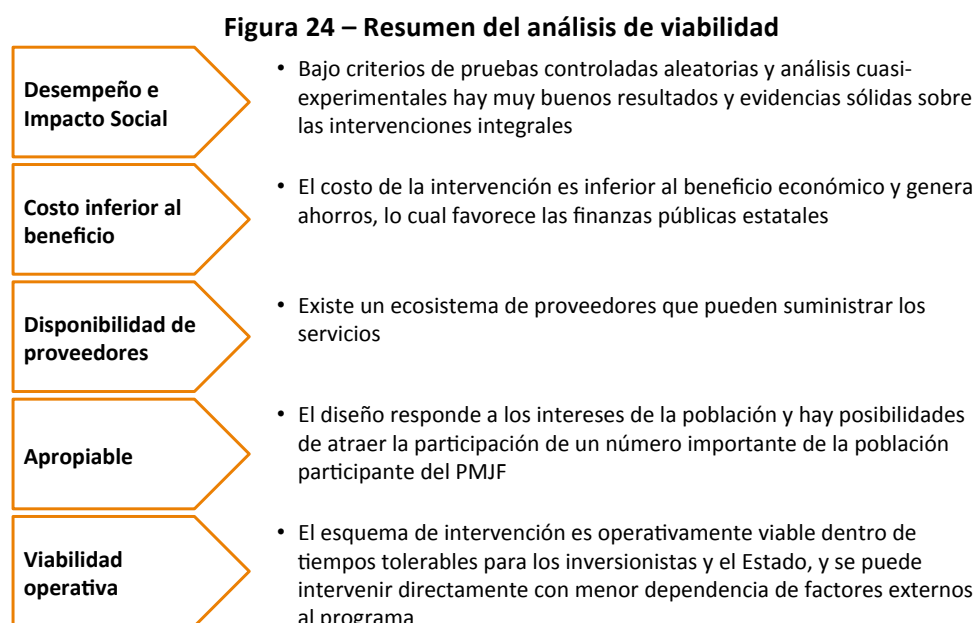 Figura 24 – Resumen del análisis de viabilidad
Desempeño e
Impacto Social
• Bajo criterios de pruebas controladas aleatorias y análisis cuasi-
experimentales hay muy buenos resultados y evidencias sólidas sobre
las intervenciones integrales
Costo inferior al
beneficio
• El costo de la intervención es inferior al beneficio económico y genera
ahorros, lo cual favorece las finanzas públicas estatales
Disponibilidad de
proveedores
• Existe un ecosistema de proveedores que pueden suministrar los
servicios
Apropiable
• El diseño responde a los intereses de la población y hay posibilidades
de atraer la participación de un número importante de la población
participante del PMJF
Viabilidad
operativa
• El esquema de intervención es operativamente viable dentro de
tiempos tolerables para los inversionistas y el Estado, y se puede
intervenir directamente con menor dependencia de factores externos
al programa